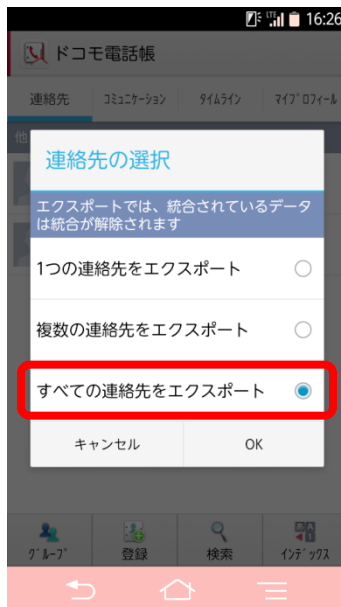 LTE 16:26
ドコモ電話帳
連絡先 コミュニケーション タイムライン マイプロフィール
他
連絡先の選択
エクスポートでは、統合されているデータ
は統合が解除されます
1つの連絡先をエクスポート
複数の連絡先をエクスポート
すべての連絡先をエクスポート
キャンセル OK
グループ 登録 検索 インデックス